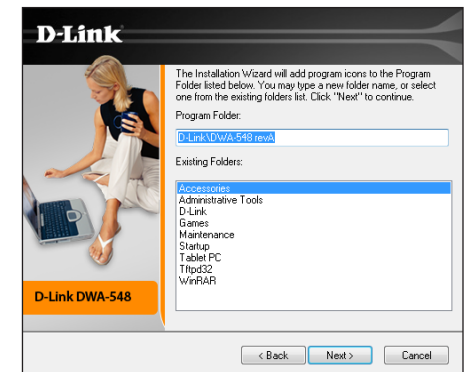 D-Link
The Installation Wizard will add program icons to the Program
Folder listed below. You may type a new folder name, or select
one from the existing folders list. Click "Next" to continue.
Program Folder:
D-Link\DWA-548 revA
Existing Folders:
Accessories
Administrative Tools
D-Link
Games
Maintenance
Startup
Tablet PC
Tftpd32
WinRAR
D-Link DWA-548
< Back
Next >
Cancel